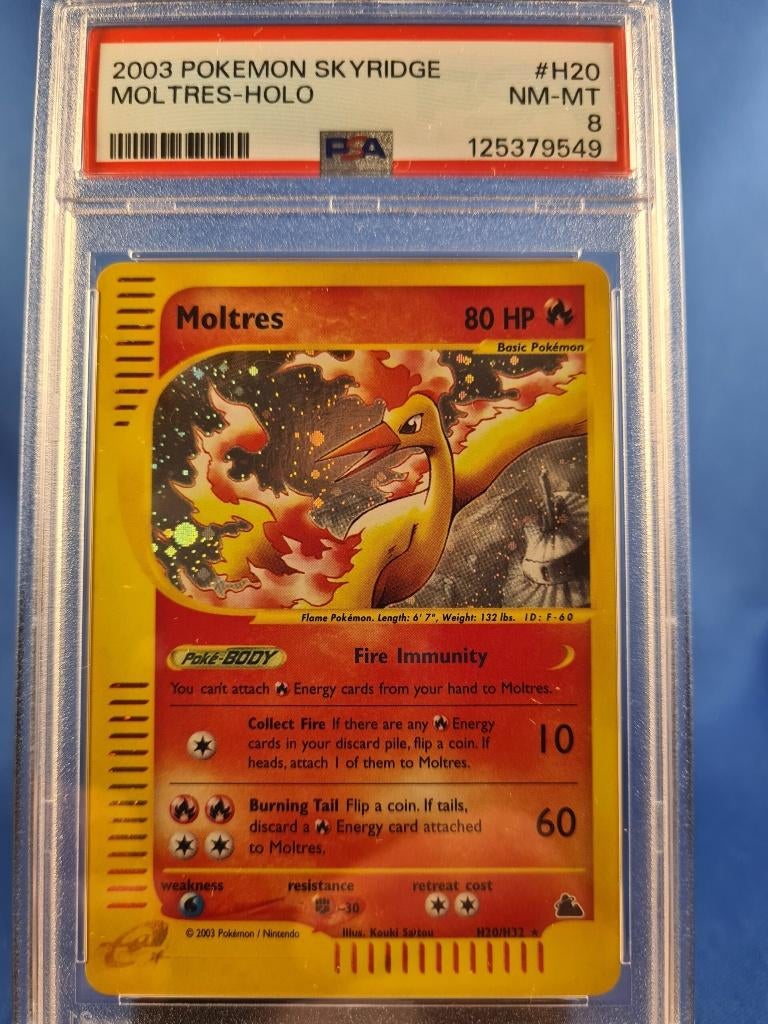 2003 POKEMON SKYRIDGE #H20
MOLTRES-HOLO NM-MT
8
PSA 125379549
Moltres 80 HP
Basic Pokémon
Flame Pokémon. Length: 6' 7", Weight: 132 lbs. ID: F-60
Poké-BODY Fire Immunity
You can't attach Energy cards from your hand to Moltres.
Collect Fire If there are any Energy
cards in your discard pile, flip a coin. If
heads, attach 1 of them to Moltres.
10
Burning Tail Flip a coin. If tails,
discard a Energy card attached
to Moltres.
60
weakness resistance retreat cost
-30
© 2003 Pokémon / Nintendo Illus. Kouki Saitou H20/H32